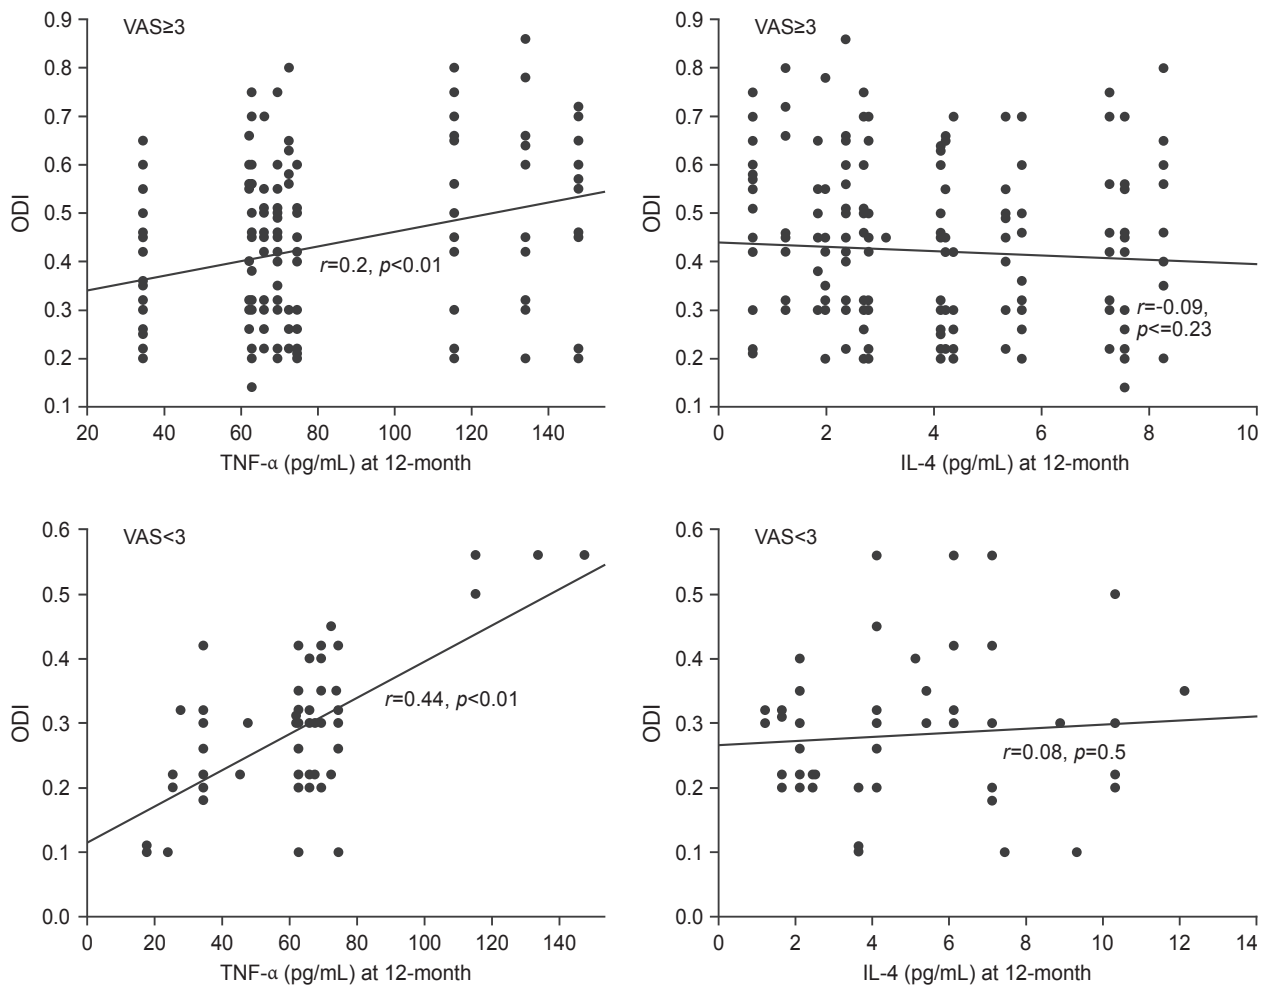 VAS≥3
0.9
0.8
0.7
0.6
0.5
0.4
0.3
0.2
0.1
ODI
r=0.2, p<0.01
20 40 60 80 100 120 140
TNF-α (pg/mL) at 12-month
VAS≥3
0.9
0.8
0.7
0.6
0.5
0.4
0.3
0.2
0.1
ODI
r=-0.09,
p<=0.23
0 2 4 6 8 10
IL-4 (pg/mL) at 12-month
VAS<3
0.6
0.5
0.4
0.3
0.2
0.1
0.0
ODI
r=0.44, p<0.01
0 20 40 60 80 100 120 140
TNF-α (pg/mL) at 12-month
VAS<3
0.6
0.5
0.4
0.3
0.2
0.1
0.0
ODI
r=0.08, p=0.5
0 2 4 6 8 10 12 14
IL-4 (pg/mL) at 12-month